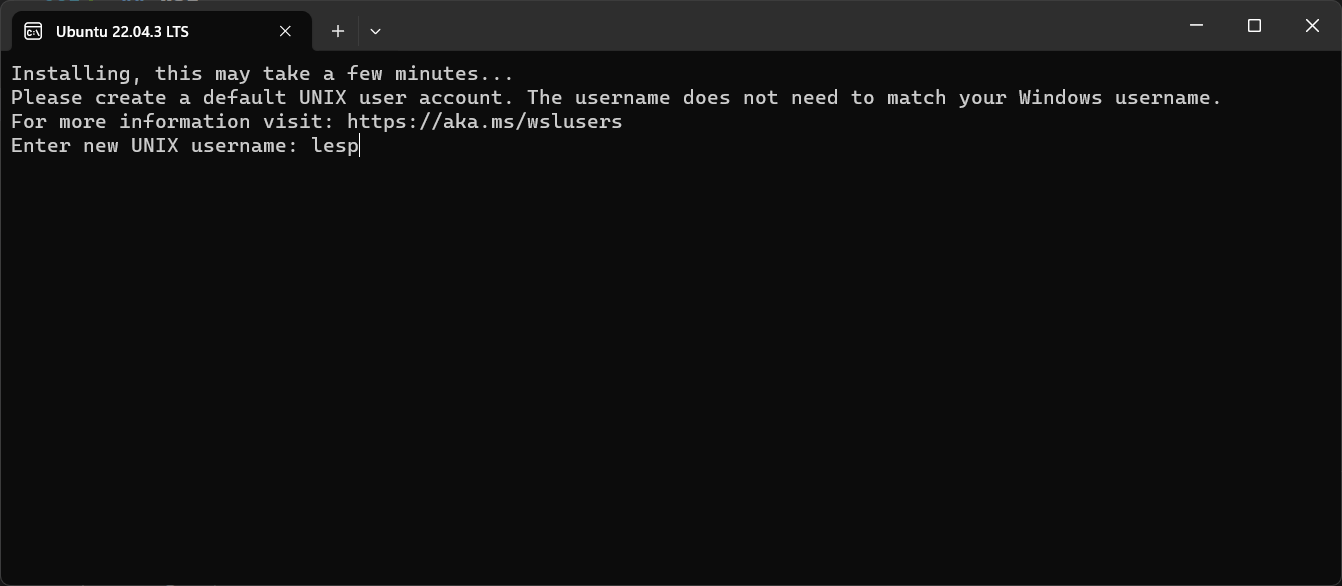 Ubuntu 22.04.3 LTS
Installing, this may take a few minutes...
Please create a default UNIX user account. The username does not need to match your Windows username.
For more information visit: https://aka.ms/wslusers
Enter new UNIX username: lesp